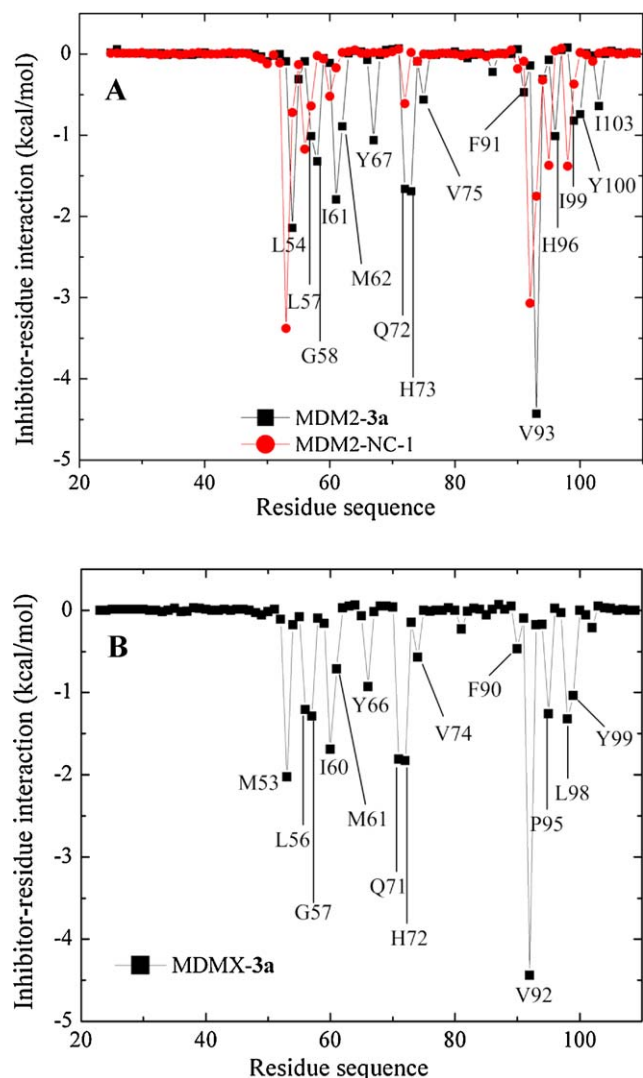 A
0
-1
-2
-3
-4
-5
Inhibitor-residue interaction (kcal/mol)
L54
L57
G58
I61
M62
Y67
Q72
H73
V75
F91
V93
H96
I99
Y100
I103
MDM2-3a
MDM2-NC-1
20 40 60 80 100
Residue sequence
B
0
-1
-2
-3
-4
-5
Inhibitor-residue interaction (kcal/mol)
M53
L56
G57
I60
M61
Y66
Q71
H72
V74
F90
V92
P95
L98
Y99
MDMX-3a
20 40 60 80 100
Residue sequence